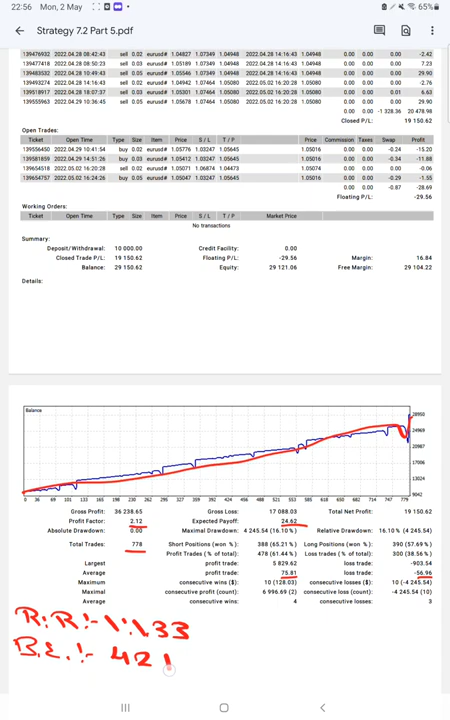 22:56 Mon, 2 May 65%
Strategy 7.2 Part 5.pdf
139476932 2022.04.28 08:42:43 sell 0.02 eurusd# 1.04827 1.07349 1.04948 2022.04.28 14:16:43 1.04948 0.00 0.00 0.00 -2.42
139477418 2022.04.28 08:50:23 sell 0.03 eurusd# 1.05189 1.07349 1.04948 2022.04.28 14:16:43 1.04948 0.00 0.00 0.00 7.23
139483532 2022.04.28 10:49:43 sell 0.05 eurusd# 1.05546 1.07349 1.04948 2022.04.28 14:16:43 1.04948 0.00 0.00 0.00 29.90
139493274 2022.04.28 14:16:43 sell 0.02 eurusd# 1.04942 1.07464 1.05080 2022.05.02 16:20:28 1.05080 0.00 0.00 0.00 -2.76
139518917 2022.04.28 18:07:37 sell 0.03 eurusd# 1.05301 1.07464 1.05080 2022.05.02 16:20:28 1.05080 0.00 0.00 0.01 6.63
139555963 2022.04.29 10:36:45 sell 0.05 eurusd# 1.05678 1.07464 1.05080 2022.05.02 16:20:28 1.05080 0.00 0.00 0.00 29.90
0.00 0.00 -1 328.36 20 478.98
Closed P/L: 19 150.62
Open Trades:
Ticket Open Time Type Size Item Price S / L T / P Price Commission Taxes Swap Profit
139556450 2022.04.29 10:41:54 buy 0.02 eurusd# 1.05776 1.03247 1.05645 1.05016 0.00 0.00 -0.24 -15.20
139581859 2022.04.29 14:51:26 buy 0.03 eurusd# 1.05412 1.03247 1.05645 1.05016 0.00 0.00 -0.34 -11.88
139654518 2022.05.02 16:20:28 sell 0.02 eurusd# 1.05071 1.06874 1.04473 1.05074 0.00 0.00 0.00 -0.06
139654757 2022.05.02 16:24:26 buy 0.05 eurusd# 1.05047 1.03247 1.05645 1.05016 0.00 0.00 -0.29 -1.55
0.00 0.00 -0.87 -28.69
Floating P/L: -29.56
Working Orders:
Ticket Open Time Type Size Item Price S / L T / P Market Price
No transactions
Summary:
Deposit/Withdrawal: 10 000.00 Credit Facility: 0.00
Closed Trade P/L: 19 150.62 Floating P/L: -29.56 Margin: 16.84
Balance: 29 150.62 Equity: 29 121.06 Free Margin: 29 104.22
Details:
Balance
28950
24969
20987
17006
13024
9042
0 36 69 101 133 165 197 230 262 294 326 359 391 424 456 488 520 553 585 617 650 682 714 747 779
Gross Profit: 36 238.65 Gross Loss: 17 088.03 Total Net Profit: 19 150.62
Profit Factor: 2.12 Expected Payoff: 24.62
Absolute Drawdown: 0.00 Maximal Drawdown: 4 245.54 (16.10%) Relative Drawdown: 16.10% (4 245.54)
Total Trades: 778 Short Positions (won %): 388 (65.21%) Long Positions (won %): 390 (57.69%)
Profit Trades (% of total): 478 (61.44%) Loss trades (% of total): 300 (38.56%)
Largest profit trade: 5 829.62 loss trade: -903.54
Average profit trade: 75.81 loss trade: -56.96
Maximum consecutive wins ($): 10 (128.03) consecutive losses ($): 10 (-4 245.54)
Maximal consecutive profit (count): 6 996.69 (2) consecutive loss (count): -4 245.54 (10)
Average consecutive wins: 4 consecutive losses: 3
R:R:- 1:1.33
B.E.:- 42